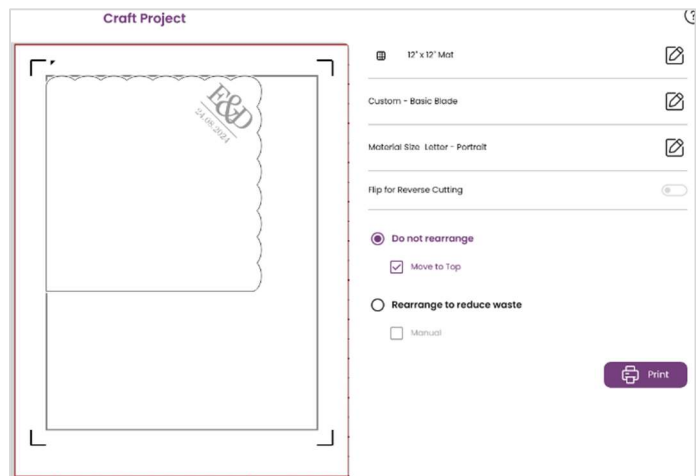 Craft Project
?
E&D
24.08.2024
12" x 12" Mat
Custom - Basic Blade
Material Size Letter - Portrait
Flip for Reverse Cutting
Do not rearrange
Move to Top
Rearrange to reduce waste
Manual
Print